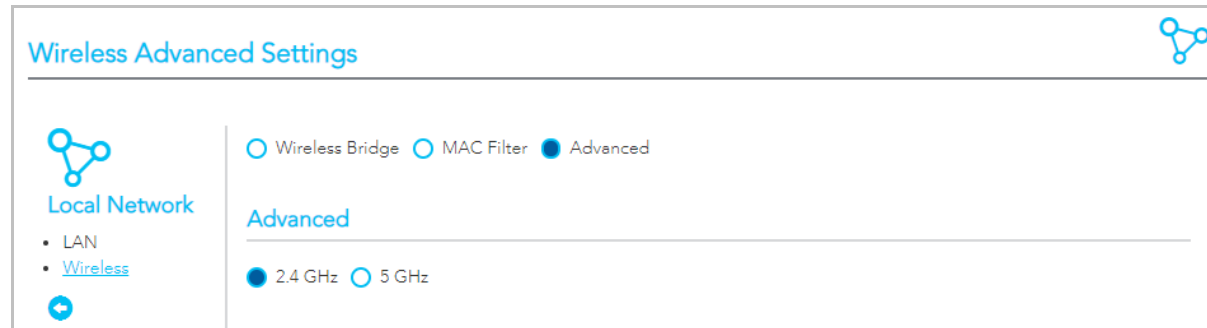 Wireless Advanced Settings
Wireless Bridge MAC Filter Advanced
Local Network
LAN
Wireless
Advanced
2.4 GHz 5 GHz